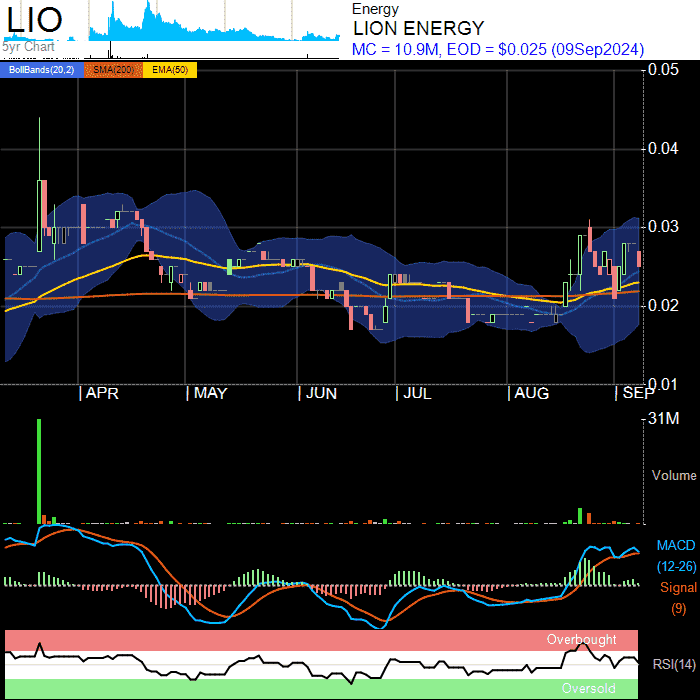 LIO
5yr Chart
Energy
LION ENERGY
MC = 10.9M, EOD = $0.025 (09Sep2024)
BollBands(20,2) SMA(200) EMA(50)
0.05
0.04
0.03
0.02
0.01
APR MAY JUN JUL AUG SEP
31M
Volume
MACD
(12-26)
Signal
(9)
Overbought
RSI(14)
Oversold